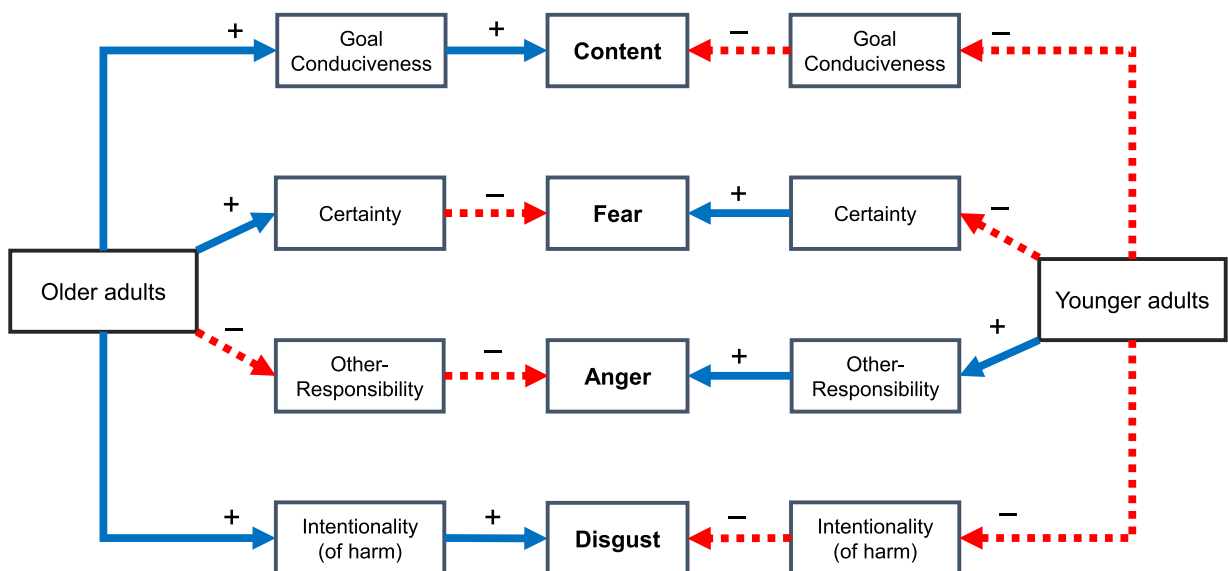 + Goal Conduciveness + Content − Goal Conduciveness −
+ Certainty − Fear + Certainty −
Older adults
Younger adults
− Other-Responsibility − Anger + Other-Responsibility +
+ Intentionality (of harm) + Disgust − Intentionality (of harm) −